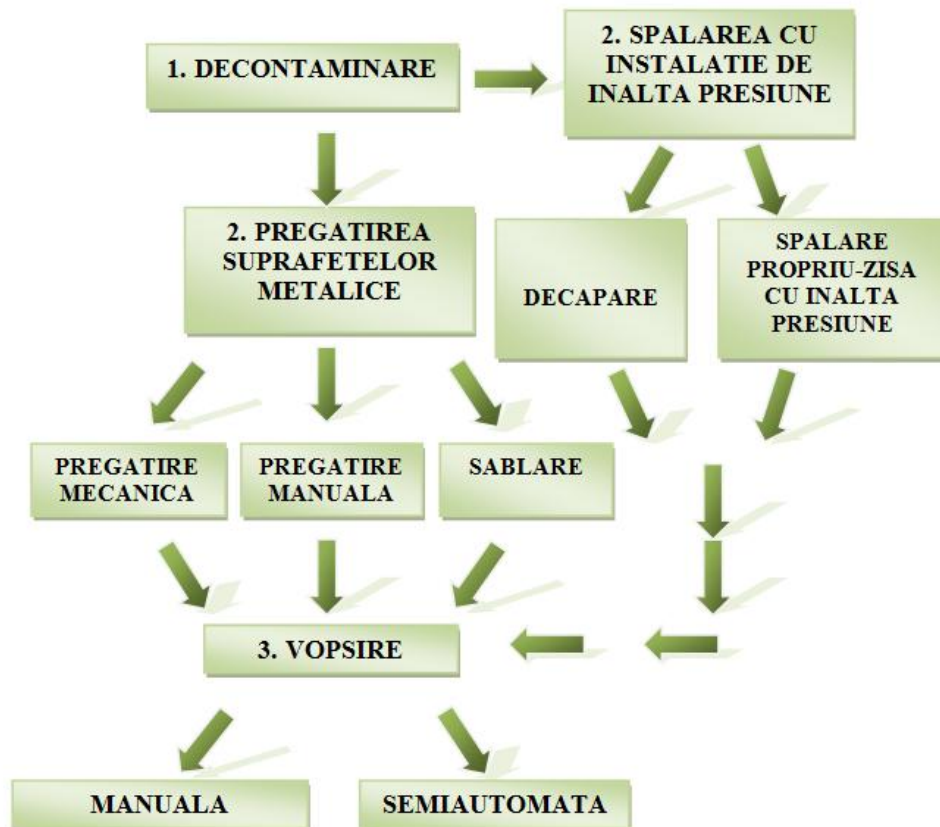 1. DECONTAMINARE
2. SPALAREA CU
INSTALATIE DE
INALTA PRESIUNE
2. PREGATIREA
SUPRAFETELOR
METALICE
DECAPARE
SPALARE
PROPRIU-ZISA
CU INALTA
PRESIUNE
PREGATIRE
MECANICA
PREGATIRE
MANUALA
SABLARE
3. VOPSIRE
MANUALA
SEMIAUTOMATA